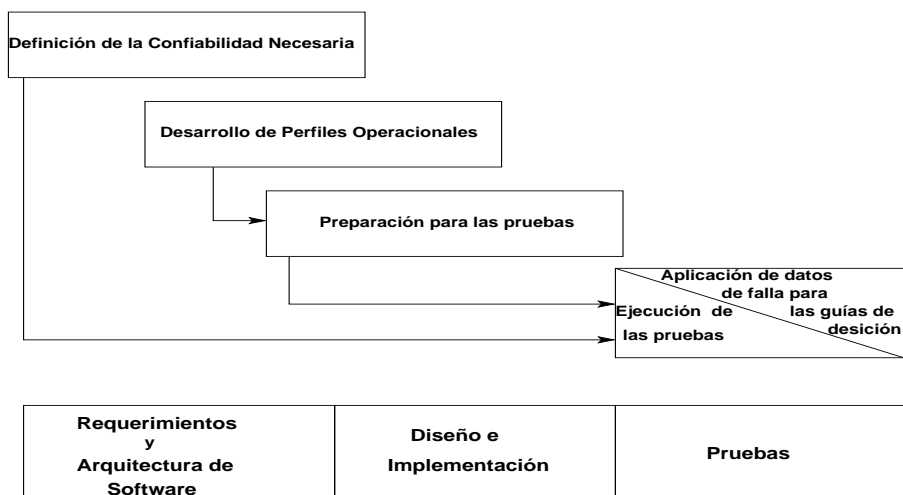 Definición de la Confiabilidad Necesaria
Desarrollo de Perfiles Operacionales
Preparación para las pruebas
Aplicación de datos
de falla para
las guías de
desición
Ejecución de
las pruebas
Requerimientos
y
Arquitectura de
Software
Diseño e
Implementación
Pruebas